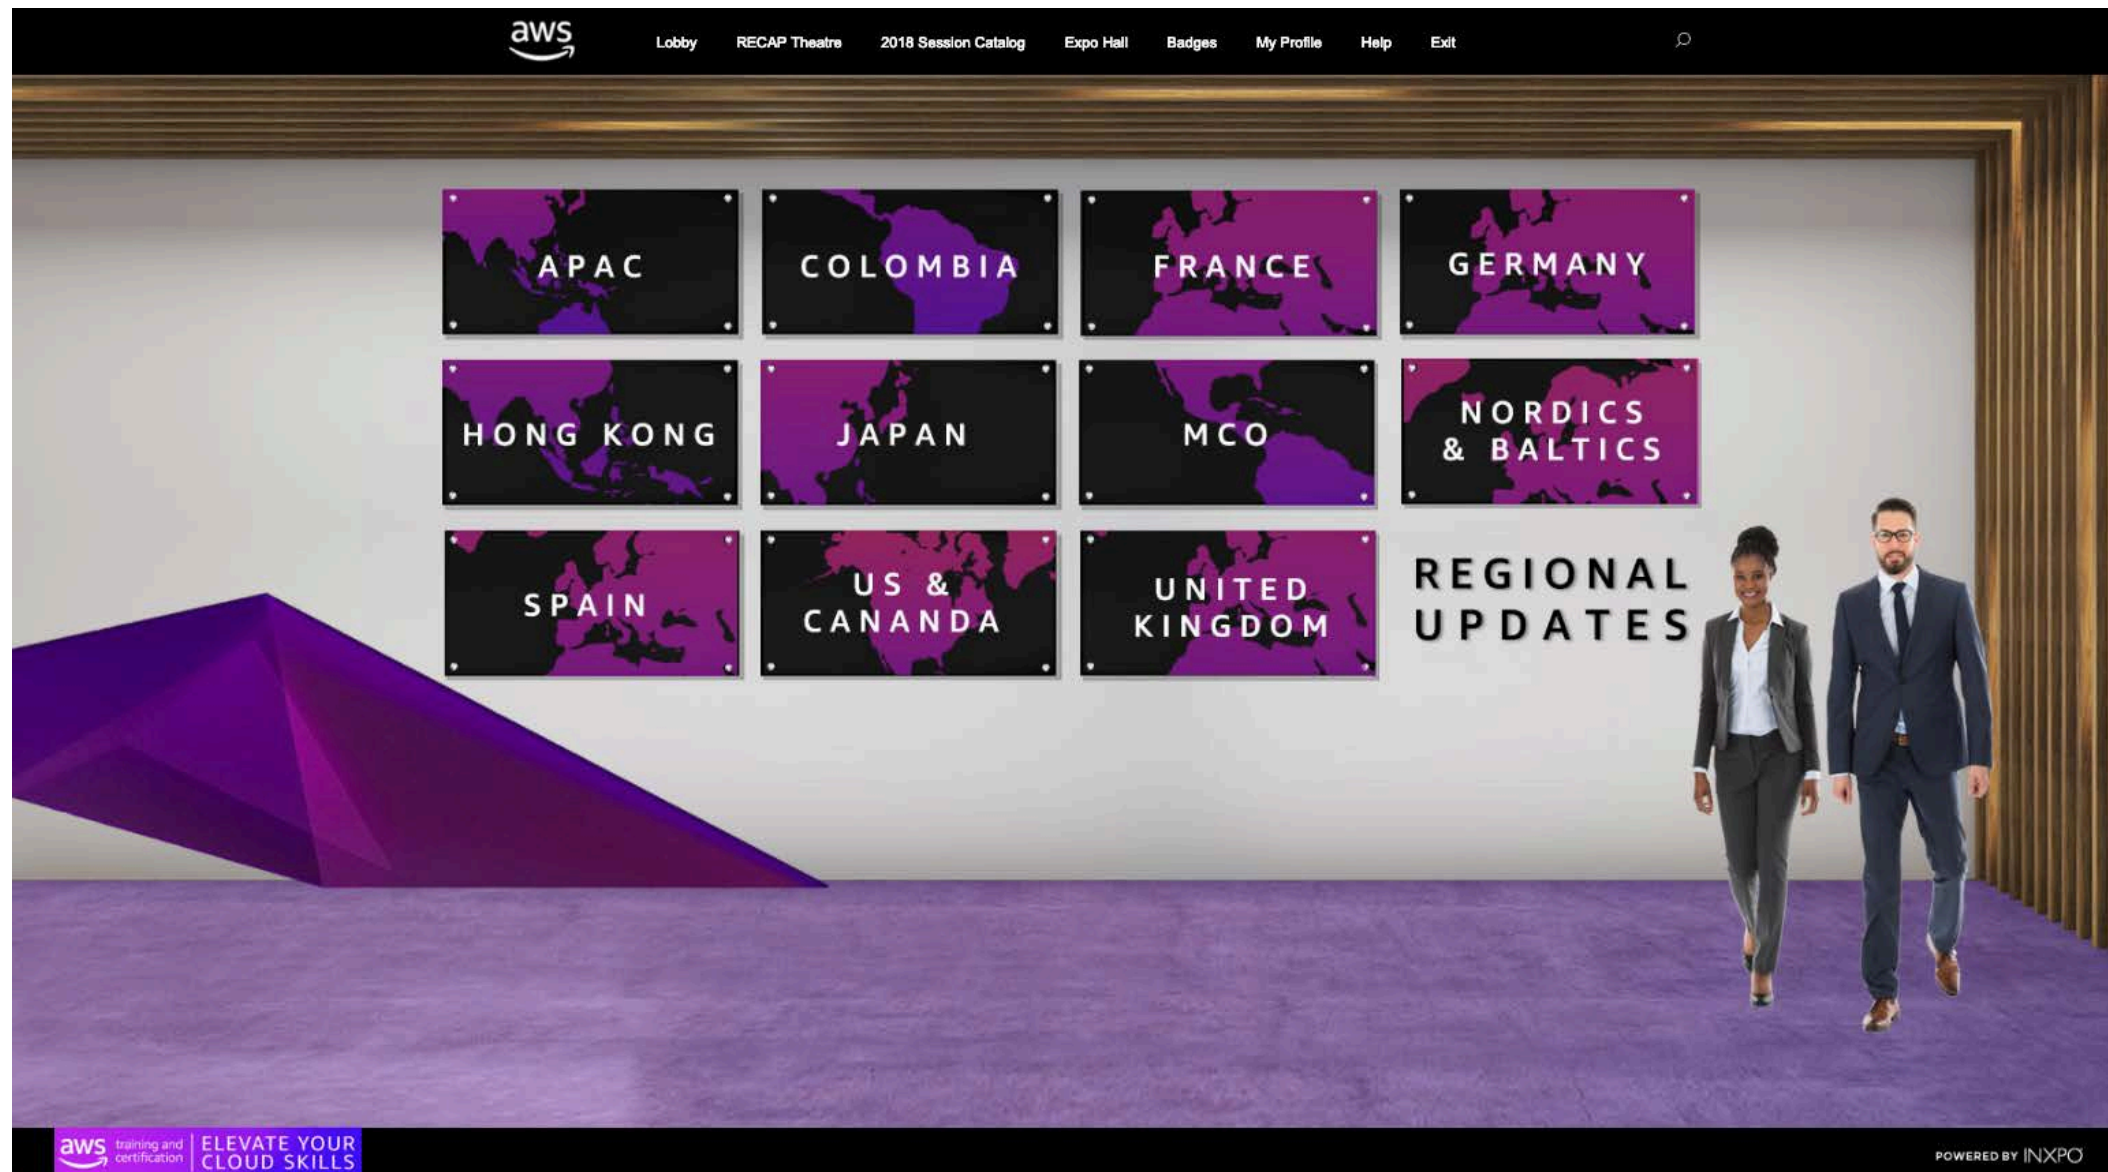 aws
Lobby RECAP Theatre 2018 Session Catalog Expo Hall Badges My Profile Help Exit
APAC
COLOMBIA
FRANCE
GERMANY
HONG KONG
JAPAN
MCO
NORDICS
& BALTICS
SPAIN
US &
CANANDA
UNITED
KINGDOM
REGIONAL
UPDATES
aws training and
certification
ELEVATE YOUR
CLOUD SKILLS
POWERED BY INXPO